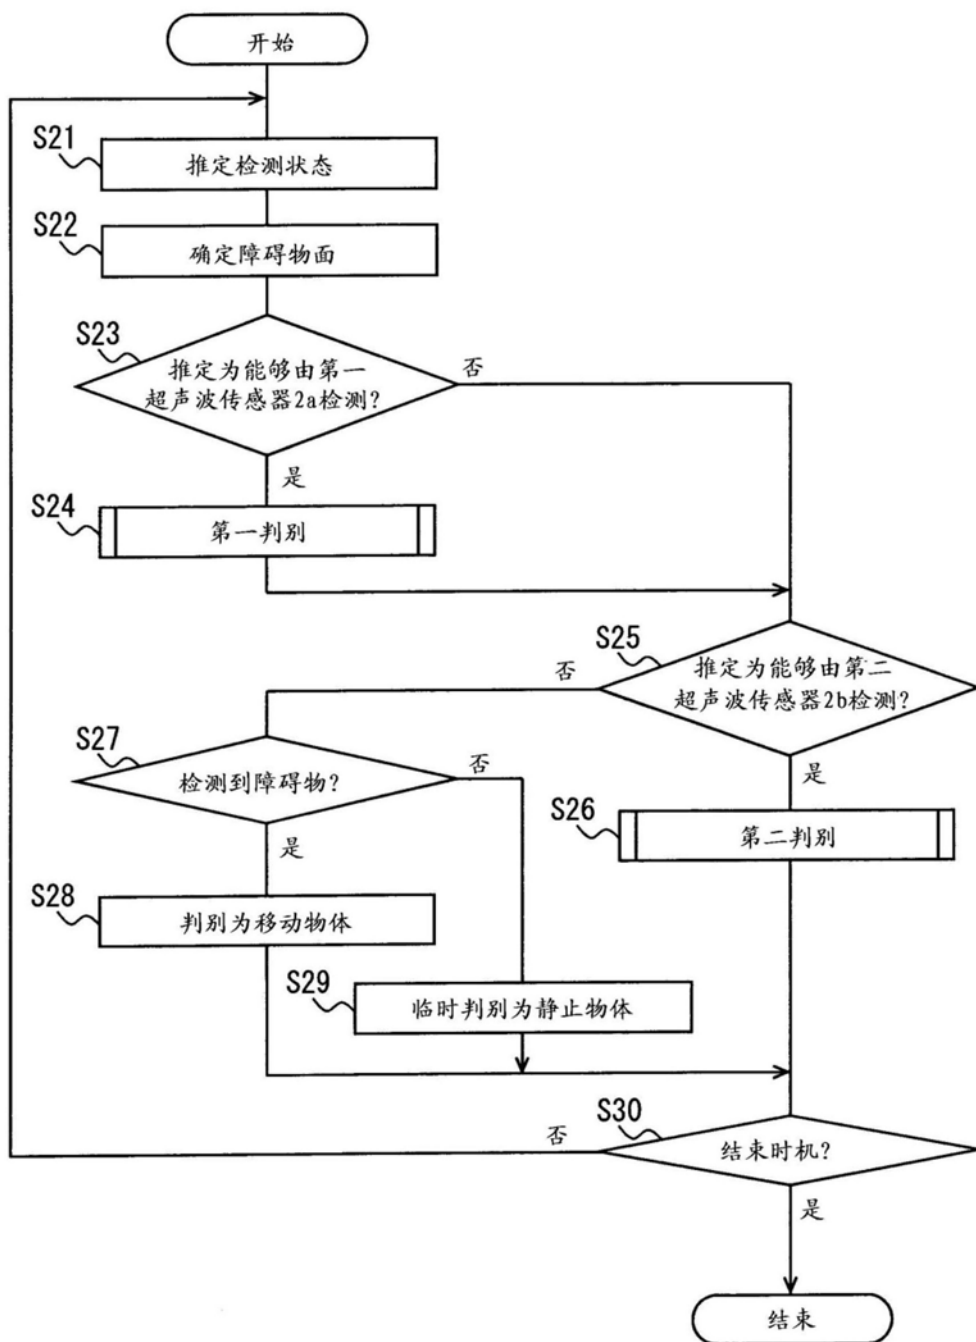 开始
S21
推定检测状态
S22
确定障碍物面
S23
推定为能够由第一
超声波传感器2a检测?
否
是
S24
第一判别
S25
推定为能够由第二
超声波传感器2b检测?
否
是
S26
第二判别
S27
检测到障碍物?
否
是
S28
判别为移动物体
S29
临时判别为静止物体
S30
结束时机?
否
是
结束